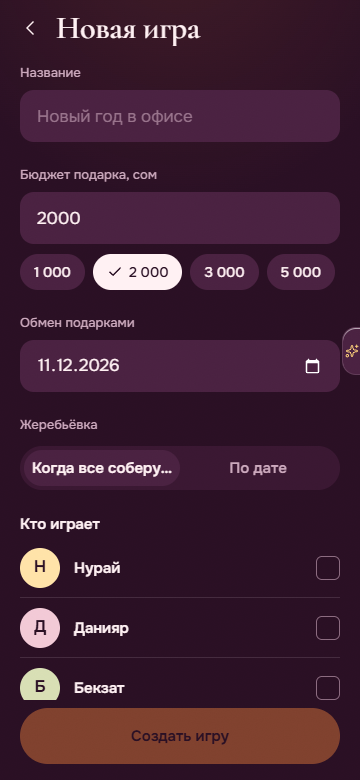 Новая игра
Название
Новый год в офисе
Бюджет подарка, сом
2000
1 000
2 000
3 000
5 000
Обмен подарками
11.12.2026
Жеребьёвка
Когда все соберу...
По дате
Кто играет
Н
Нурай
Д
Данияр
Б
Бекзат
Создать игру